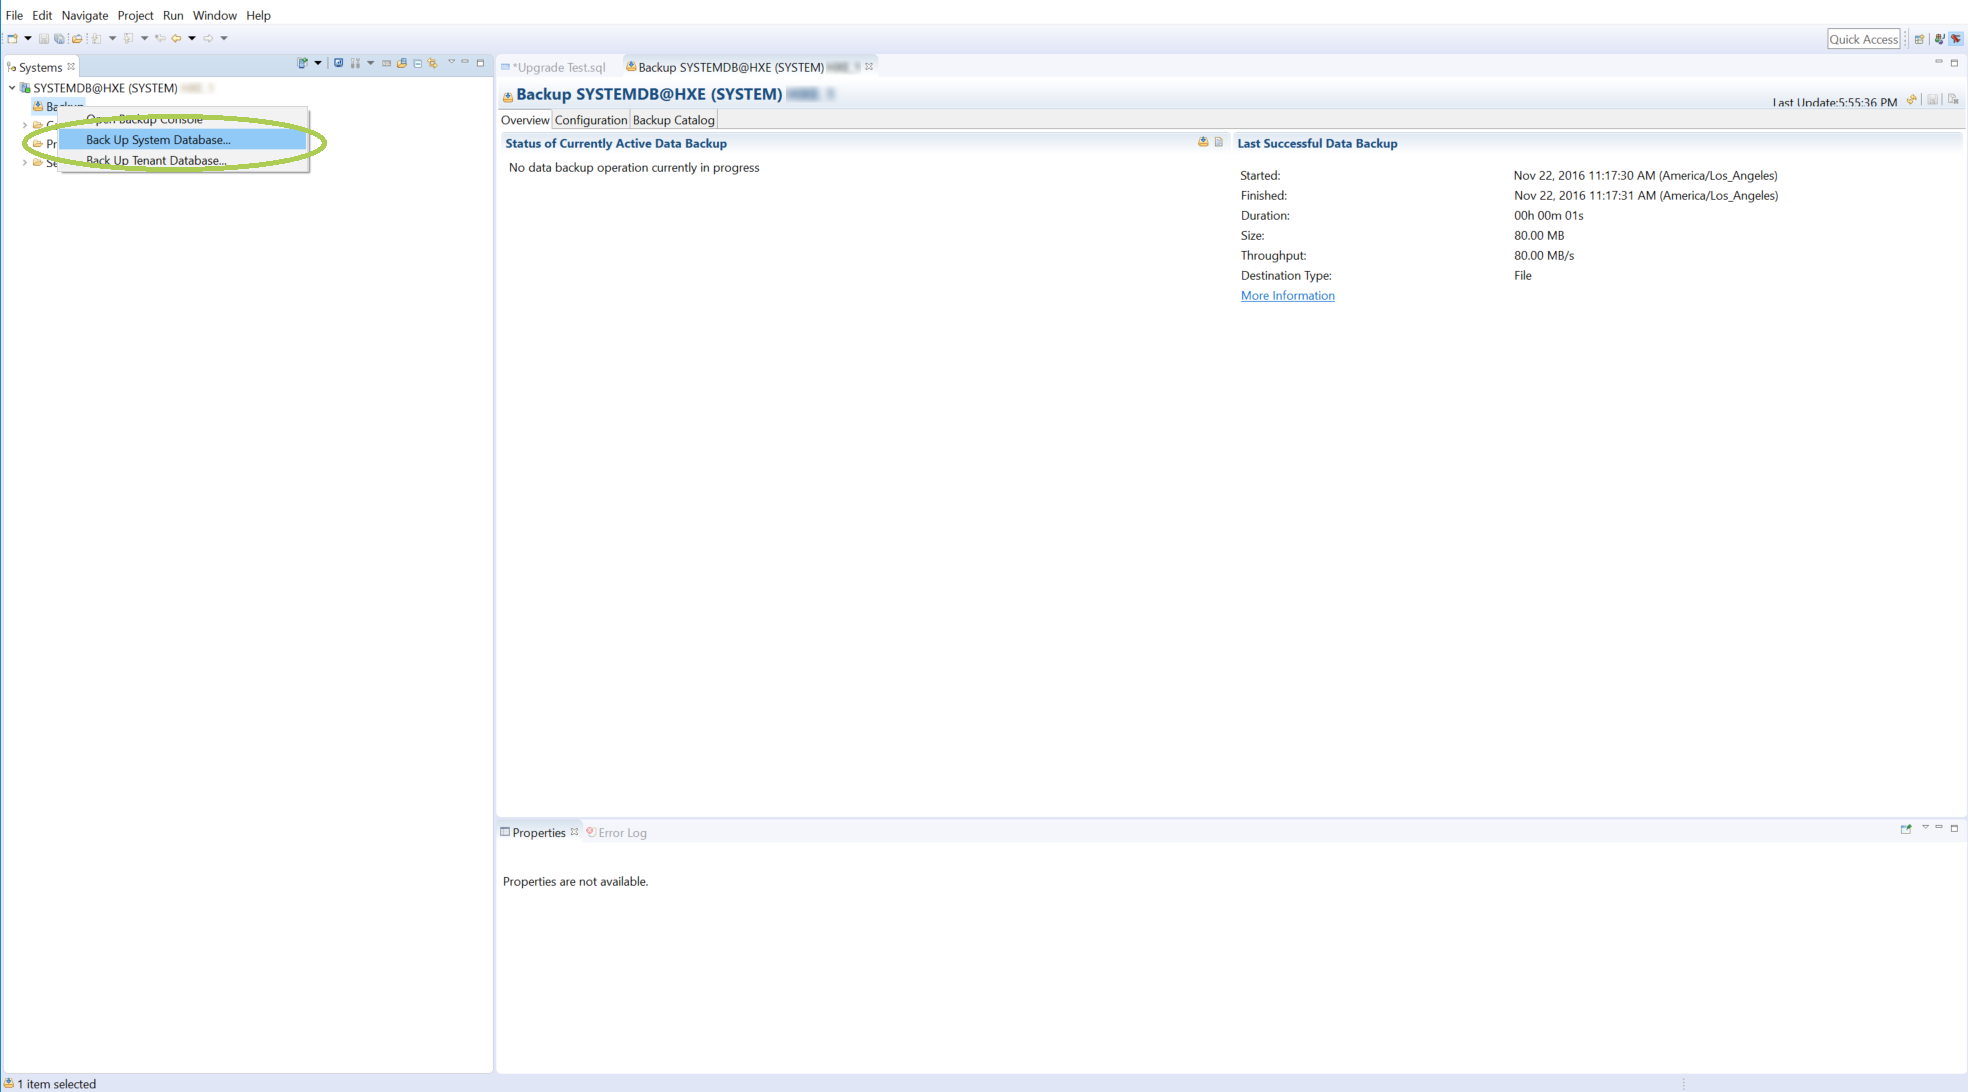 File Edit Navigate Project Run Window Help
Quick Access
Systems
SYSTEMDB@HXE (SYSTEM)
Backup
Open Backup Console
Back Up System Database...
Back Up Tenant Database...
*Upgrade Test.sql
Backup SYSTEMDB@HXE (SYSTEM)
Backup SYSTEMDB@HXE (SYSTEM)
Last Update:5:55:36 PM
Overview Configuration Backup Catalog
Status of Currently Active Data Backup
No data backup operation currently in progress
Last Successful Data Backup
Started: Nov 22, 2016 11:17:30 AM (America/Los_Angeles)
Finished: Nov 22, 2016 11:17:31 AM (America/Los_Angeles)
Duration: 00h 00m 01s
Size: 80.00 MB
Throughput: 80.00 MB/s
Destination Type: File
More Information
Properties Error Log
Properties are not available.
1 item selected